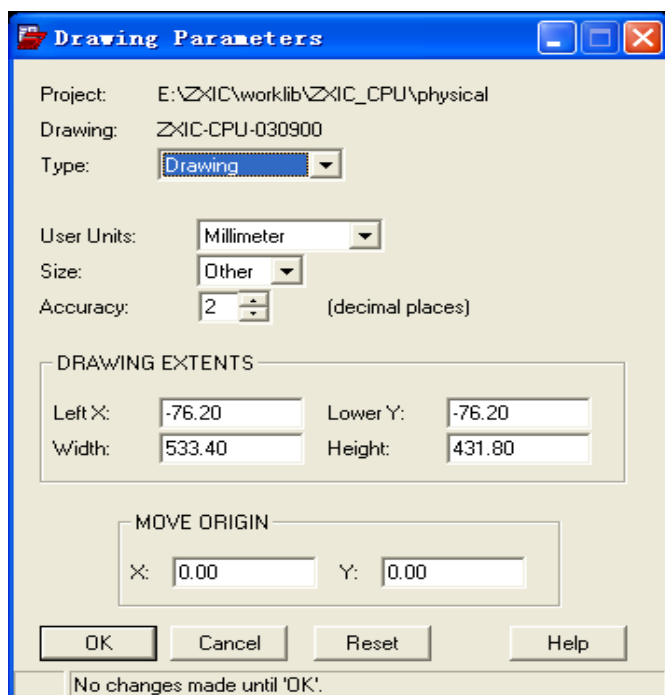 Drawing Parameters
Project: E:\ZXIC\worklib\ZXIC_CPU\physical
Drawing: ZXIC-CPU-030900
Type: Drawing
User Units: Millimeter
Size: Other
Accuracy: 2 (decimal places)
DRAWING EXTENTS
Left X: -76.20 Lower Y: -76.20
Width: 533.40 Height: 431.80
MOVE ORIGIN
X: 0.00 Y: 0.00
OK Cancel Reset Help
No changes made until 'OK'.